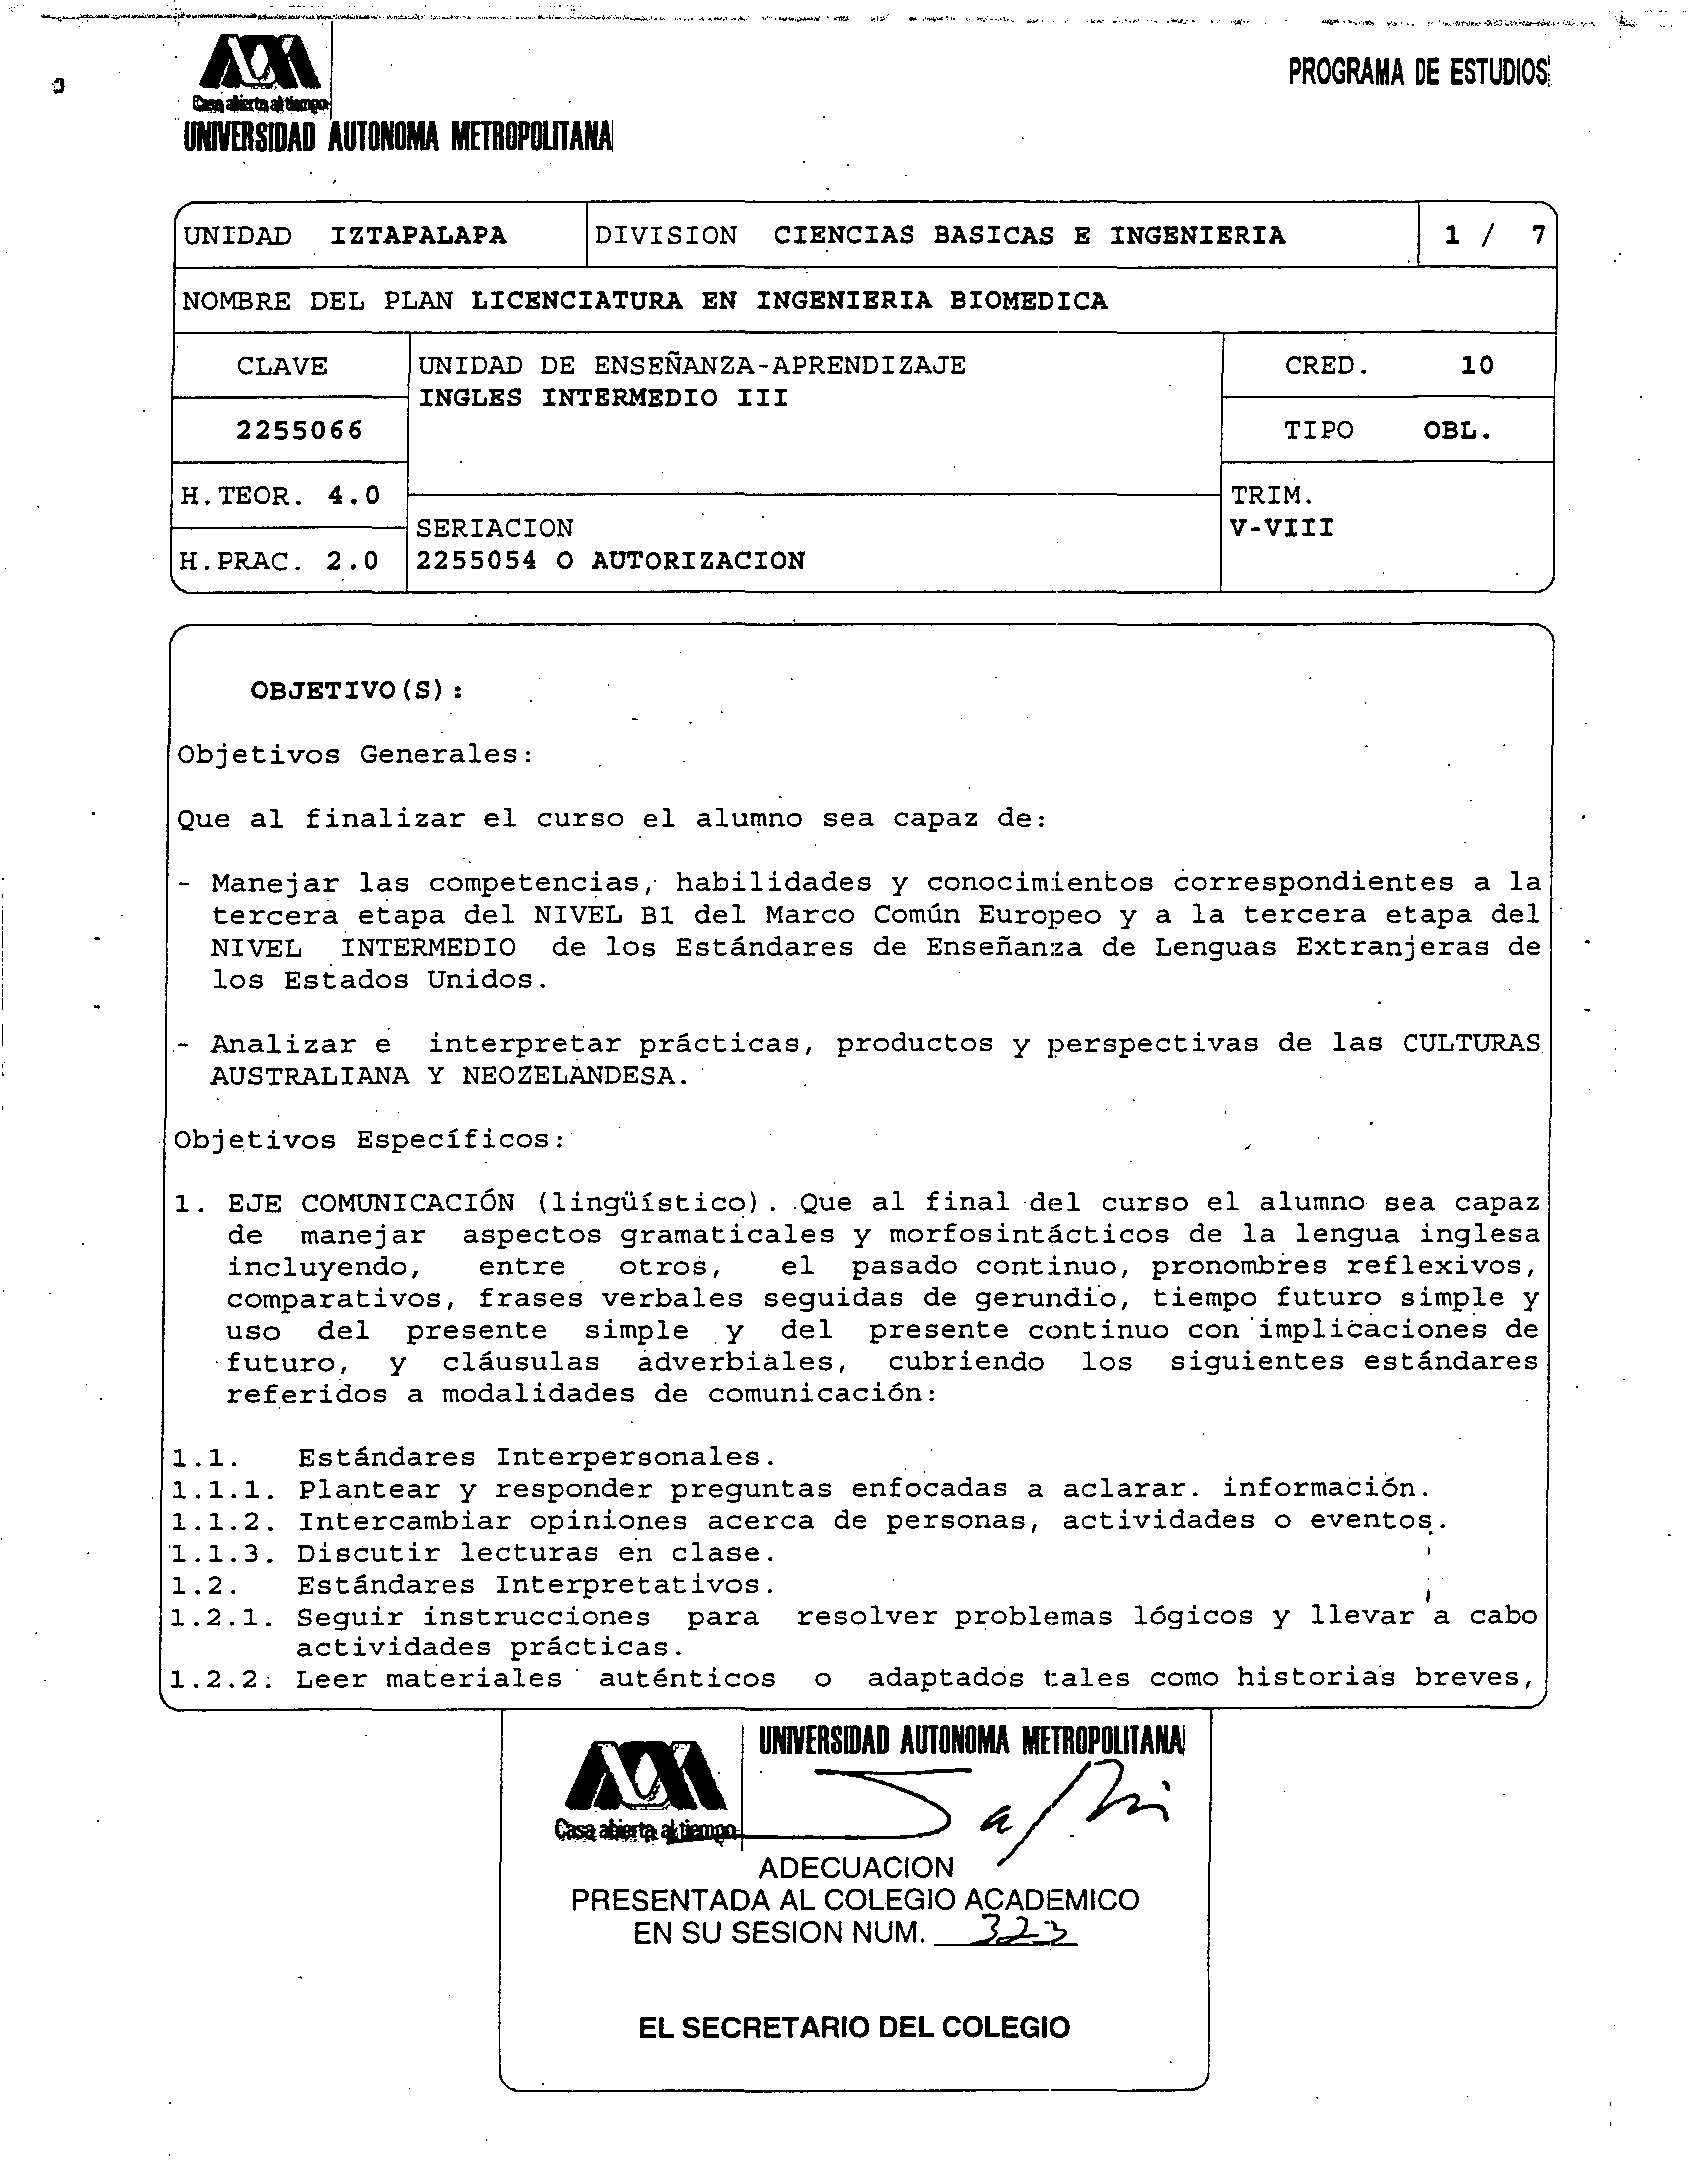 PROGRAMA DE ESTUDIOS
Casa abierta al tiempo
UNIVERSIDAD AUTONOMA METROPOLITANA
UNIDAD IZTAPALAPA DIVISION CIENCIAS BASICAS E INGENIERIA 1 / 7
NOMBRE DEL PLAN LICENCIATURA EN INGENIERIA BIOMEDICA
CLAVE UNIDAD DE ENSEÑANZA-APRENDIZAJE CRED. 10
INGLES INTERMEDIO III
2255066 TIPO OBL.
H.TEOR. 4.0 TRIM.
SERIACION V-VIII
H.PRAC. 2.0 2255054 O AUTORIZACION
OBJETIVO(S):
Objetivos Generales:
Que al finalizar el curso el alumno sea capaz de:
- Manejar las competencias, habilidades y conocimientos correspondientes a la
tercera etapa del NIVEL B1 del Marco Común Europeo y a la tercera etapa del
NIVEL INTERMEDIO de los Estándares de Enseñanza de Lenguas Extranjeras de
los Estados Unidos.
- Analizar e interpretar prácticas, productos y perspectivas de las CULTURAS
AUSTRALIANA Y NEOZELANDESA.
Objetivos Específicos:
1. EJE COMUNICACIÓN (lingüístico). Que al final del curso el alumno sea capaz
de manejar aspectos gramaticales y morfosintácticos de la lengua inglesa
incluyendo, entre otros, el pasado continuo, pronombres reflexivos,
comparativos, frases verbales seguidas de gerundio, tiempo futuro simple y
uso del presente simple y del presente continuo con implicaciones de
futuro, y cláusulas adverbiales, cubriendo los siguientes estándares
referidos a modalidades de comunicación:
1.1. Estándares Interpersonales.
1.1.1. Plantear y responder preguntas enfocadas a aclarar. información.
1.1.2. Intercambiar opiniones acerca de personas, actividades o eventos.
1.1.3. Discutir lecturas en clase.
1.2. Estándares Interpretativos.
1.2.1. Seguir instrucciones para resolver problemas lógicos y llevar a cabo
actividades prácticas.
1.2.2. Leer materiales auténticos o adaptados tales como historias breves,
UNIVERSIDAD AUTONOMA METROPOLITANA
Casa abierta al tiempo
ADECUACION
PRESENTADA AL COLEGIO ACADEMICO
EN SU SESION NUM. 323
EL SECRETARIO DEL COLEGIO